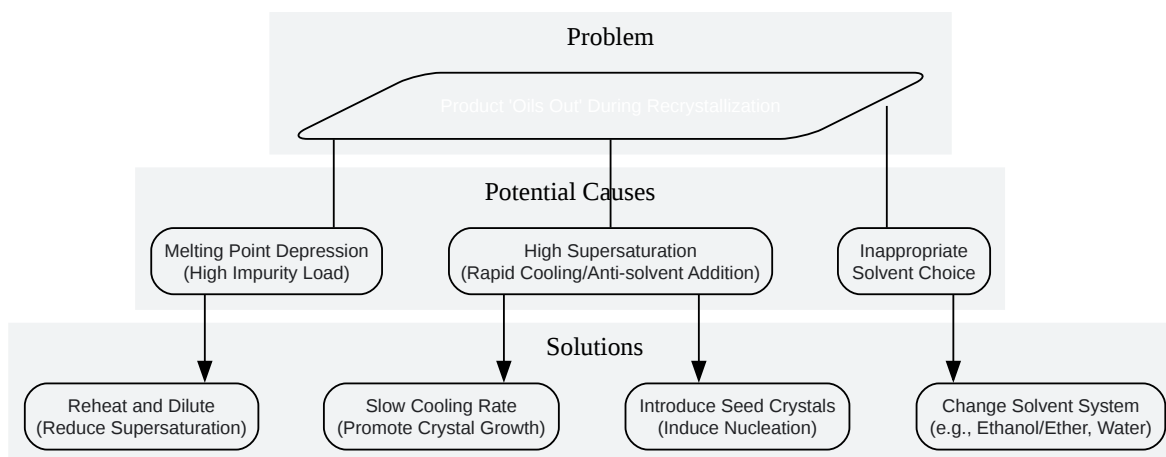 Problem
Product 'Oils Out' During Recrystallization
Potential Causes
Melting Point Depression
(High Impurity Load)
High Supersaturation
(Rapid Cooling/Anti-solvent Addition)
Inappropriate
Solvent Choice
Solutions
Reheat and Dilute
(Reduce Supersaturation)
Slow Cooling Rate
(Promote Crystal Growth)
Introduce Seed Crystals
(Induce Nucleation)
Change Solvent System
(e.g., Ethanol/Ether, Water)